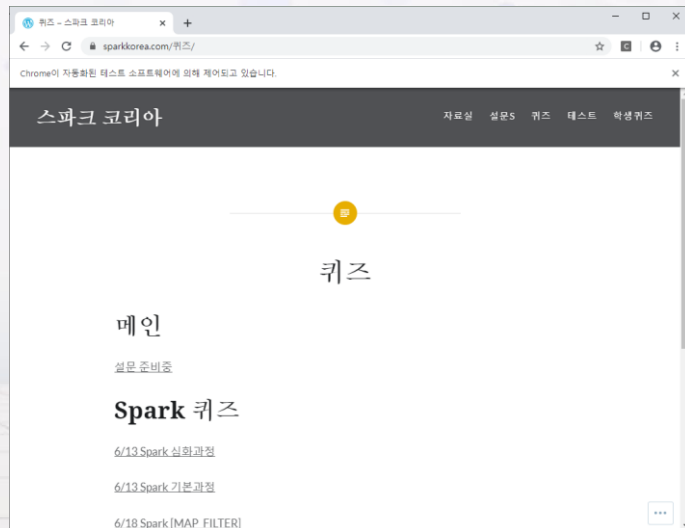 퀴즈 – 스파크 코리아
sparkkorea.com/퀴즈/
Chrome이 자동화된 테스트 소프트웨어에 의해 제어되고 있습니다.
스파크 코리아
자료실 설문S 퀴즈 테스트 학생퀴즈
퀴즈
메인
설문 준비중
Spark 퀴즈
6/13 Spark 심화과정
6/13 Spark 기본과정
6/18 Spark [MAP FILTER]